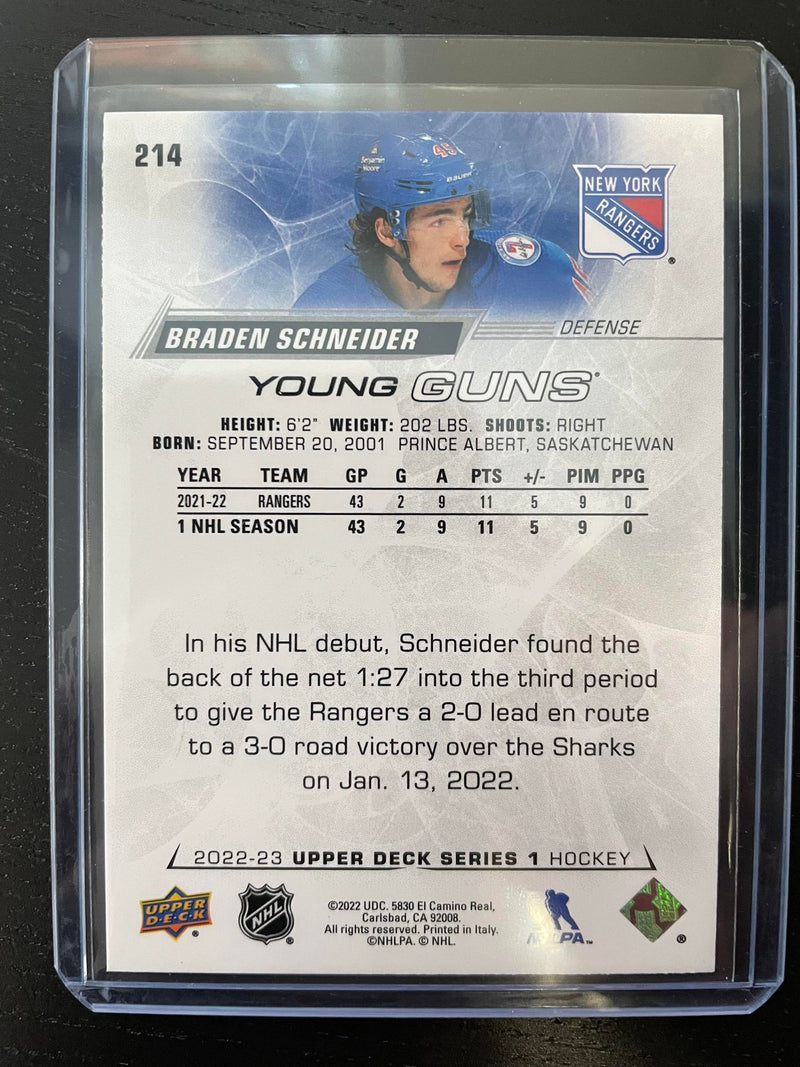 214
Benjamin
Moore
45
BAUER
NEW YORK
RANGERS
®
BRADEN SCHNEIDER
DEFENSE
YOUNG GUNS®
HEIGHT: 6'2" WEIGHT: 202 LBS. SHOOTS: RIGHT
BORN: SEPTEMBER 20, 2001 PRINCE ALBERT, SASKATCHEWAN
YEAR TEAM GP G A PTS +/- PIM PPG
2021-22 RANGERS 43 2 9 11 5 9 0
1 NHL SEASON 43 2 9 11 5 9 0
In his NHL debut, Schneider found the
back of the net 1:27 into the third period
to give the Rangers a 2-0 lead en route
to a 3-0 road victory over the Sharks
on Jan. 13, 2022.
2022-23 UPPER DECK SERIES 1 HOCKEY
UPPER
D·E·C·K
®
NHL
®
©2022 UDC. 5830 El Camino Real,
Carlsbad, CA 92008.
All rights reserved. Printed in Italy.
©NHLPA. © NHL.
NHLPA™
®